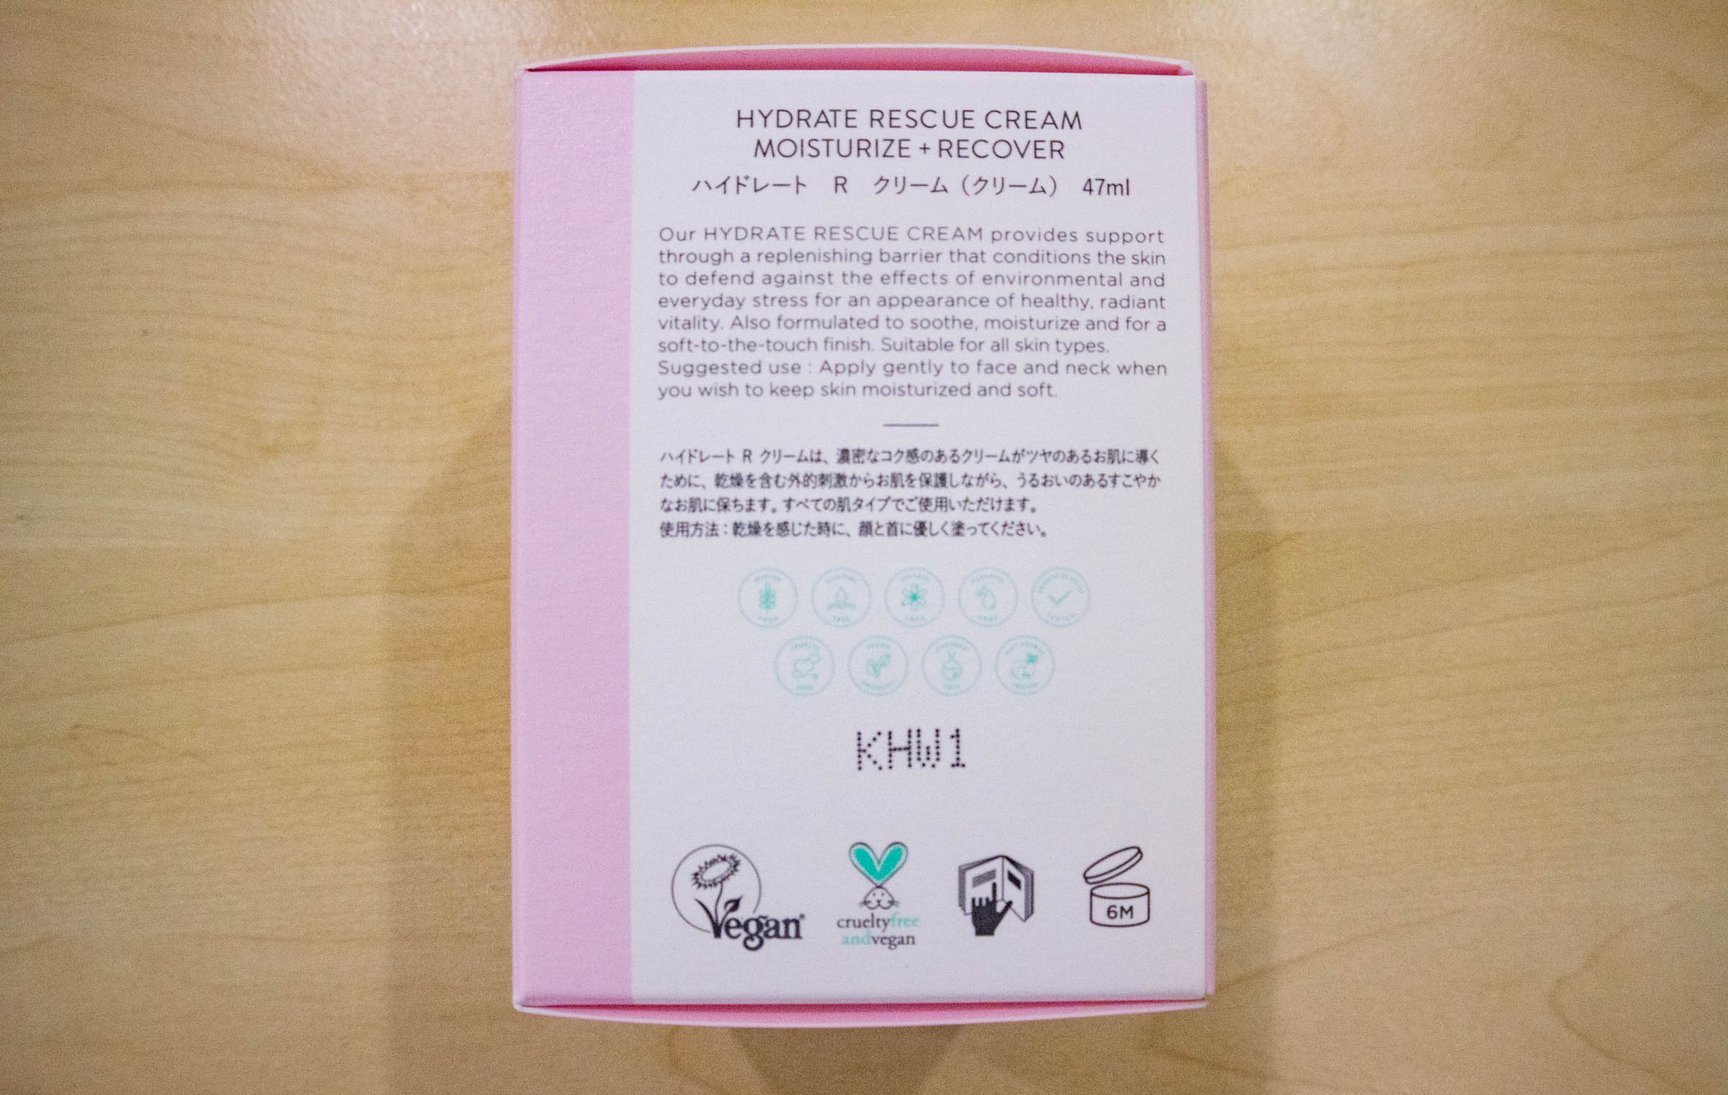 HYDRATE RESCUE CREAM
MOISTURIZE + RECOVER
ハイドレート R クリーム（クリーム） 47ml
Our HYDRATE RESCUE CREAM provides support
through a replenishing barrier that conditions the skin
to defend against the effects of environmental and
everyday stress for an appearance of healthy, radiant
vitality. Also formulated to soothe, moisturize and for a
soft-to-the-touch finish. Suitable for all skin types.
Suggested use : Apply gently to face and neck when
you wish to keep skin moisturized and soft.
ハイドレート R クリームは、濃密なコク感のあるクリームがツヤのあるお肌に導く
ために、乾燥を含む外的刺激からお肌を保護しながら、うるおいのあるすこやか
なお肌に保ちます。すべての肌タイプでご使用いただけます。
使用方法：乾燥を感じた時に、顔と首に優しく塗ってください。
KHW1
Vegan®
crueltyfree
andvegan
6M